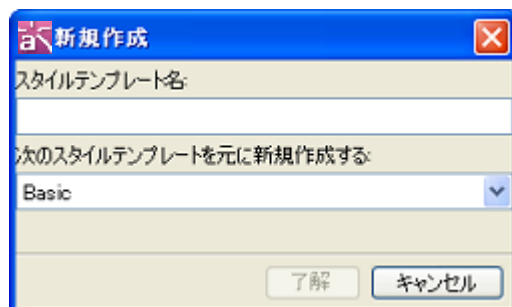 新規作成
スタイルテンプレート名:
次のスタイルテンプレートを元に新規作成する:
Basic
了解 キャンセル